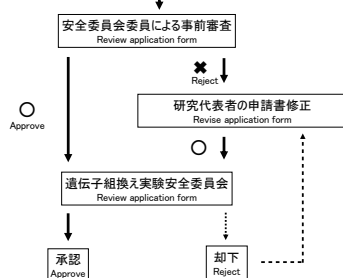 安全委員会委員による事前審査
Review application form
✖
Reject
○
Approve
研究代表者の申請書修正
Revise application form
○
遺伝子組換え実験安全委員会
Review application form
承認
Approve
却下
Reject